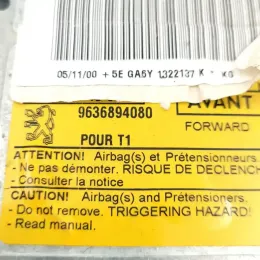 05/11/00 + 5E GA6Y 1322137 K
AVANT
9636894080
FORWARD
POUR T1
ATTENTION! Airbag(s) et Prétensionneurs
- Ne pas démonter. RISQUE DE DECLENCH
- Consulter la notice
CAUTION! Airbag(s) and Pretensioners.
- Do not remove. TRIGGERING HAZARD!
- Read manual.